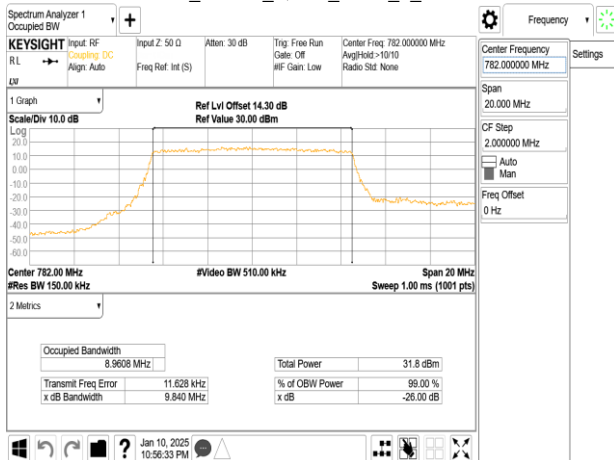 Spectrum Analyzer 1
Occupied BW
+
Frequency
KEYSIGHT
RL
LXI
Input: RF
Coupling: DC
Align: Auto
Input Z: 50 Ω
Freq Ref: Int (S)
Atten: 30 dB
Trig: Free Run
Gate: Off
#IF Gain: Low
Center Freq: 782.000000 MHz
Avg|Hold:>10/10
Radio Std: None
Center Frequency
782.000000 MHz
Settings
Span
20.000 MHz
CF Step
2.000000 MHz
Auto
Man
Freq Offset
0 Hz
1 Graph
Scale/Div 10.0 dB
Ref Lvl Offset 14.30 dB
Ref Value 30.00 dBm
Log
20.0
10.0
0.00
-10.0
-20.0
-30.0
-40.0
-50.0
-60.0
Center 782.00 MHz
#Video BW 510.00 kHz
Span 20 MHz
#Res BW 150.00 kHz
Sweep 1.00 ms (1001 pts)
2 Metrics
Occupied Bandwidth
8.9608 MHz
Total Power 31.8 dBm
Transmit Freq Error 11.628 kHz
% of OBW Power 99.00 %
x dB Bandwidth 9.840 MHz
x dB -26.00 dB
?
Jan 10, 2025
10:56:33 PM